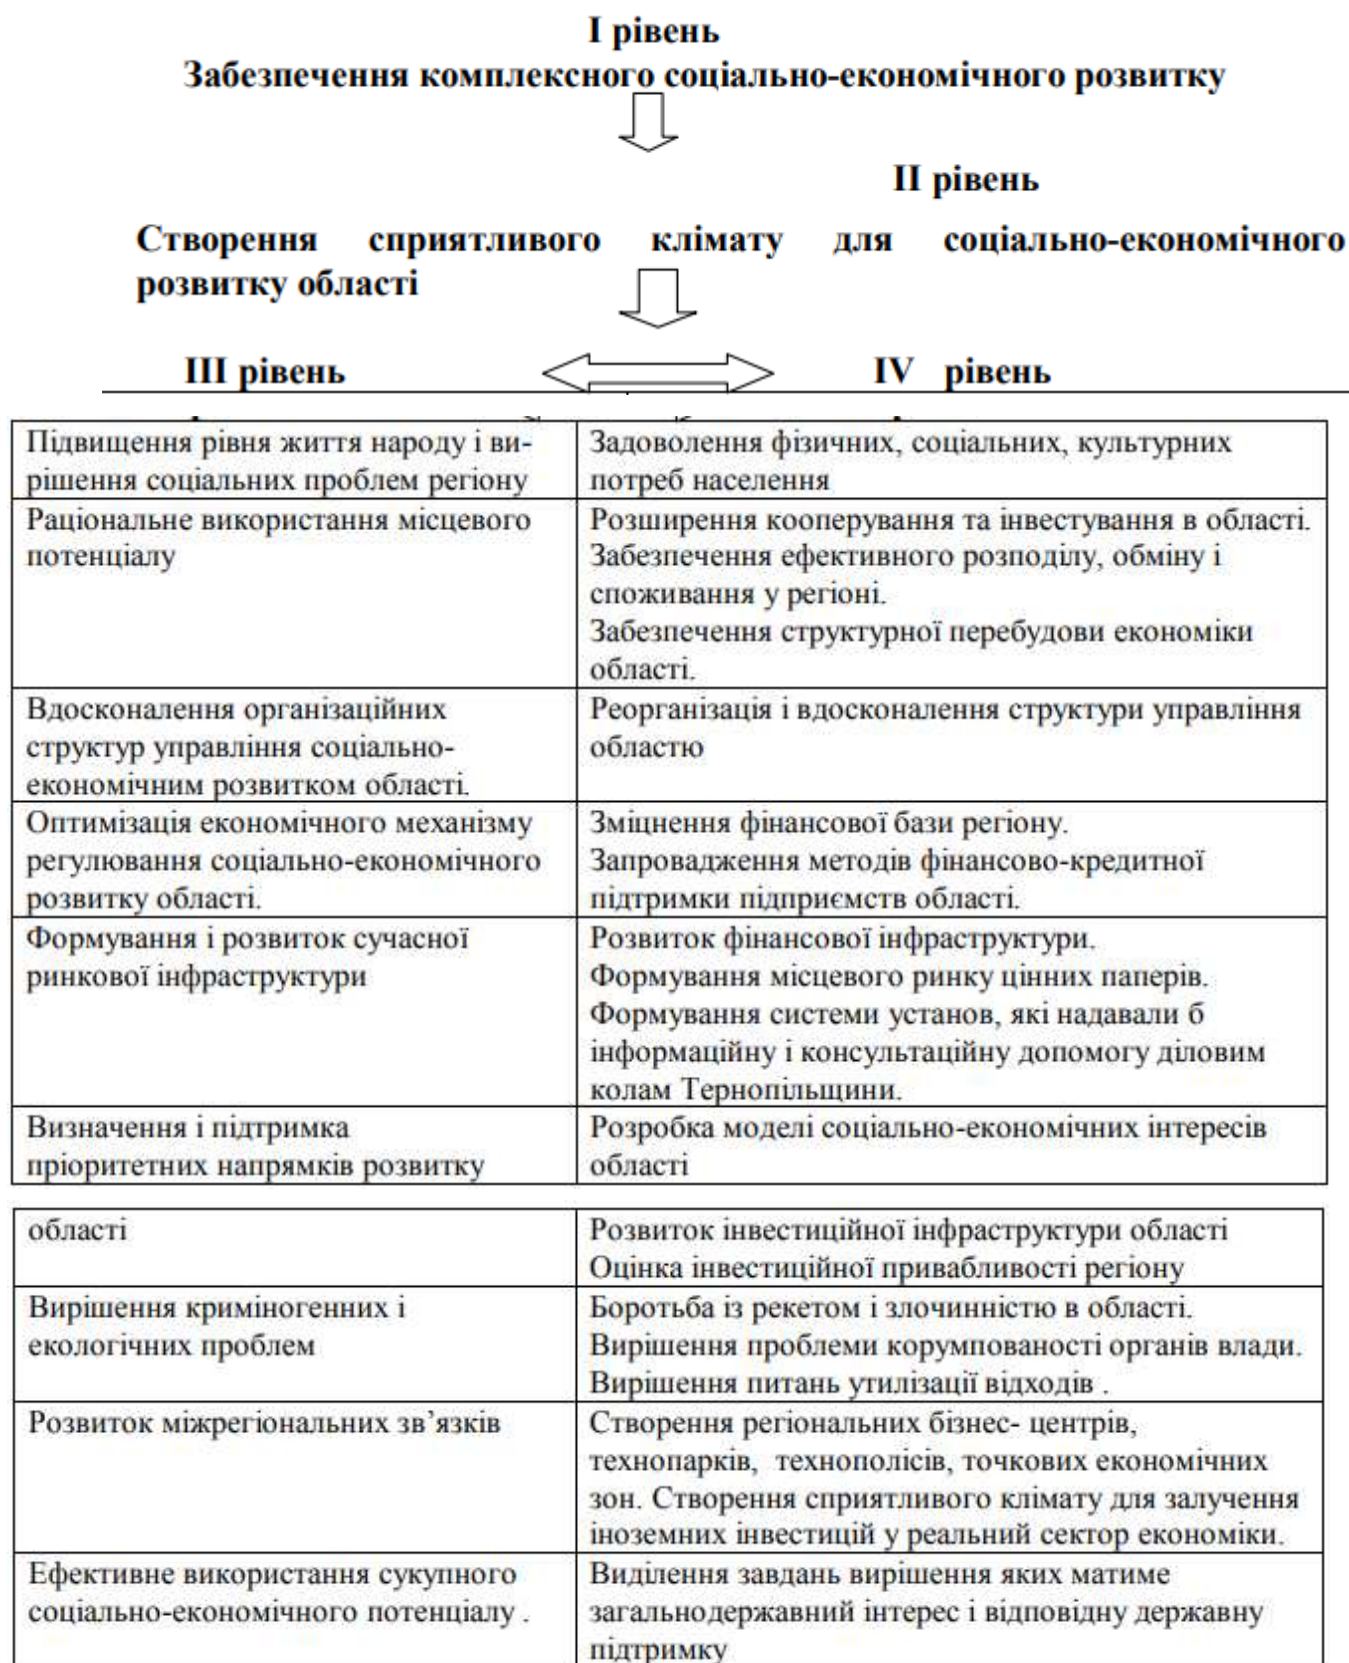 І рівень
Забезпечення комплексного соціально-економічного розвитку
ІІ рівень
Створення сприятливого клімату для соціально-економічного
розвитку області
ІІІ рівень
IV рівень
Підвищення рівня життя народу і ви-
рішення соціальних проблем регіону
Задоволення фізичних, соціальних, культурних
потреб населення
Раціональне використання місцевого
потенціалу
Розширення кооперування та інвестування в області.
Забезпечення ефективного розподілу, обміну і
споживання у регіоні.
Забезпечення структурної перебудови економіки
області.
Вдосконалення організаційних
структур управління соціально-
економічним розвитком області.
Реорганізація і вдосконалення структури управління
областю
Оптимізація економічного механізму
регулювання соціально-економічного
розвитку області.
Зміцнення фінансової бази регіону.
Запровадження методів фінансово-кредитної
підтримки підприємств області.
Формування і розвиток сучасної
ринкової інфраструктури
Розвиток фінансової інфраструктури.
Формування місцевого ринку цінних паперів.
Формування системи установ, які надавали б
інформаційну і консультаційну допомогу діловим
колам Тернопільщини.
Визначення і підтримка
пріоритетних напрямків розвитку
Розробка моделі соціально-економічних інтересів
області
області
Розвиток інвестиційної інфраструктури області
Оцінка інвестиційної привабливості регіону
Вирішення криміногенних і
екологічних проблем
Боротьба із рекетом і злочинністю в області.
Вирішення проблеми корумпованості органів влади.
Вирішення питань утилізації відходів .
Розвиток міжрегіональних зв’язків
Створення регіональних бізнес- центрів,
технопарків, технополісів, точкових економічних
зон. Створення сприятливого клімату для залучення
іноземних інвестицій у реальний сектор економіки.
Ефективне використання сукупного
соціально-економічного потенціалу .
Виділення завдань вирішення яких матиме
загальнодержавний інтерес і відповідну державну
підтримку